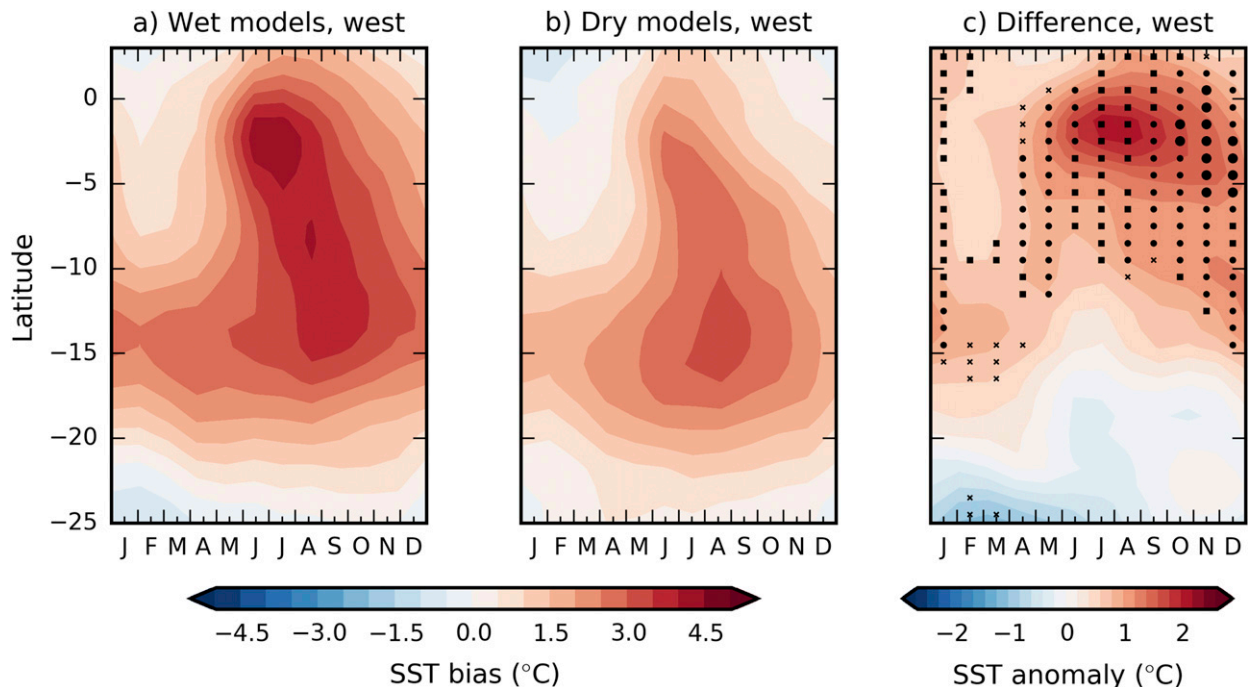 a) Wet models, west
b) Dry models, west
c) Difference, west
Latitude
0
−5
−10
−15
−20
−25
J F M A M J J A S O N D
J F M A M J J A S O N D
J F M A M J J A S O N D
−4.5 −3.0 −1.5 0.0 1.5 3.0 4.5
SST bias (°C)
−2 −1 0 1 2
SST anomaly (°C)